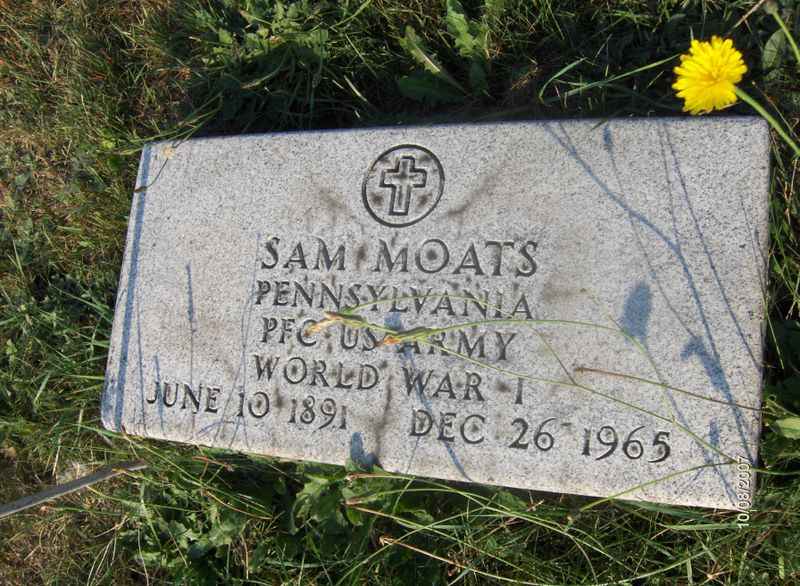 SAM MOATS
PENNSYLVANIA
PFC US ARMY
WORLD WAR I
JUNE 10 1891 DEC 26 1965
10/08/2007